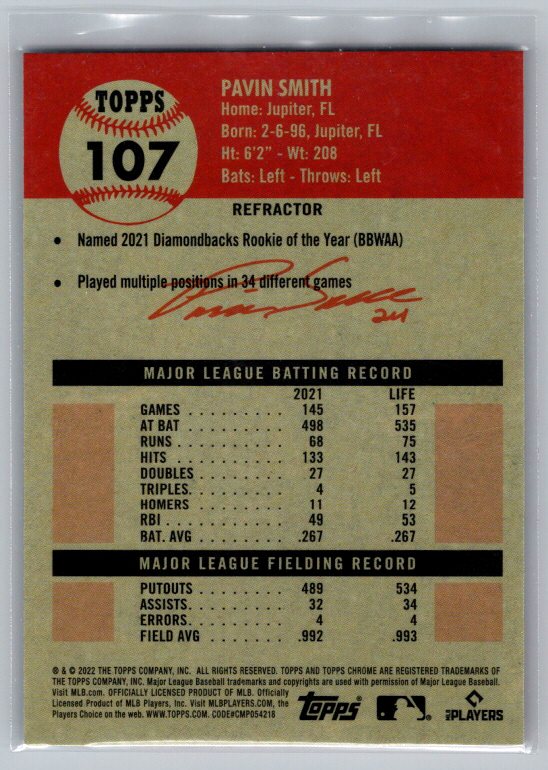 TOPPS
107
PAVIN SMITH
Home: Jupiter, FL
Born: 2-6-96, Jupiter, FL
Ht: 6'2" - Wt: 208
Bats: Left - Throws: Left
REFRACTOR
• Named 2021 Diamondbacks Rookie of the Year (BBWAA)
• Played multiple positions in 34 different games
MAJOR LEAGUE BATTING RECORD
2021 LIFE
GAMES . . . . . . . . . 145 157
AT BAT . . . . . . . . . 498 535
RUNS . . . . . . . . . . 68 75
HITS . . . . . . . . . . 133 143
DOUBLES . . . . . . . . 27 27
TRIPLES. . . . . . . . . 4 5
HOMERS . . . . . . . . 11 12
RBI . . . . . . . . . . . 49 53
BAT. AVG . . . . . . . . .267 .267
MAJOR LEAGUE FIELDING RECORD
PUTOUTS . . . . . . . . 489 534
ASSISTS. . . . . . . . . 32 34
ERRORS. . . . . . . . . 4 4
FIELD AVG . . . . . . . .992 .993
® & © 2022 THE TOPPS COMPANY, INC. ALL RIGHTS RESERVED. TOPPS AND TOPPS CHROME ARE REGISTERED TRADEMARKS OF
THE TOPPS COMPANY, INC. Major League Baseball trademarks and copyrights are used with permission of Major League Baseball.
Visit MLB.com. OFFICIALLY LICENSED PRODUCT OF MLB. Officially
Licensed Product of MLB Players, Inc. Visit MLBPLAYERS.COM, the
Players Choice on the web. WWW.TOPPS.COM. CODE#CMP054218
Topps
MLB PLAYERS